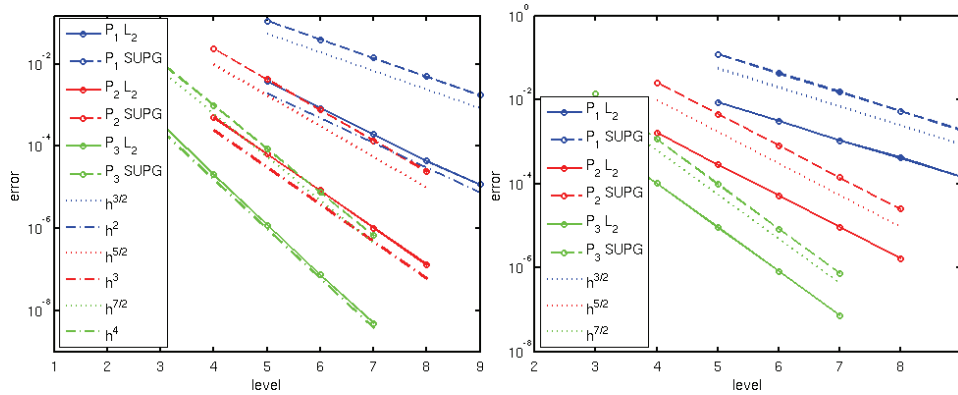 P1 L2
P1 SUPG
P2 L2
P2 SUPG
P3 L2
P3 SUPG
h3/2
h2
h5/2
h3
h7/2
h4
10-2
10-4
10-6
10-8
error
1 2 3 4 5 6 7 8 9
level
P1 L2
P1 SUPG
P2 L2
P2 SUPG
P3 L2
P3 SUPG
h3/2
h5/2
h7/2
100
10-2
10-4
10-6
10-8
error
2 3 4 5 6 7 8
level